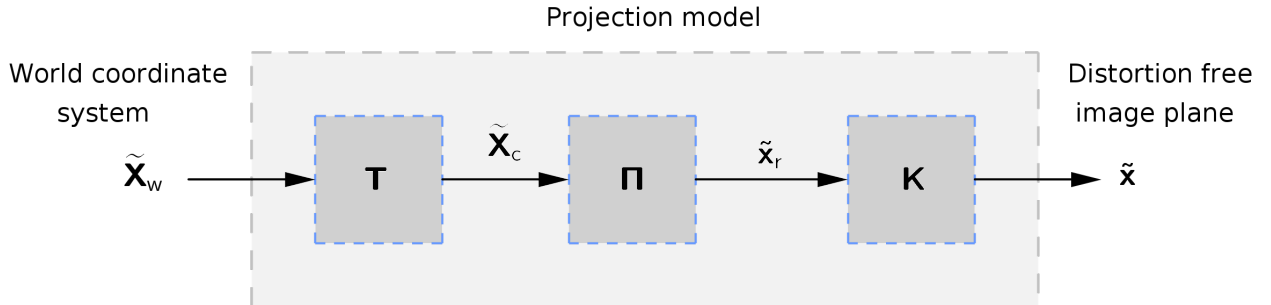 Projection model
World coordinate
system
Distortion free
image plane
X̃w
T
X̃c
Π
x̃r
K
x̃